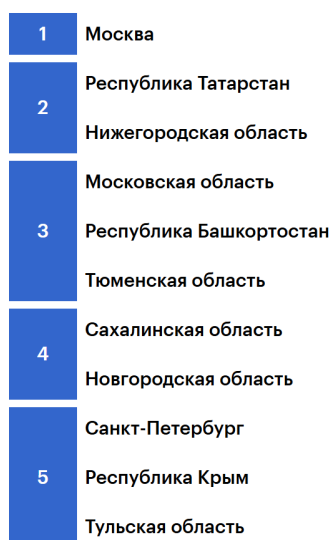 1 Москва
2
Республика Татарстан
Нижегородская область
3
Московская область
Республика Башкортостан
Тюменская область
4
Сахалинская область
Новгородская область
5
Санкт-Петербург
Республика Крым
Тульская область